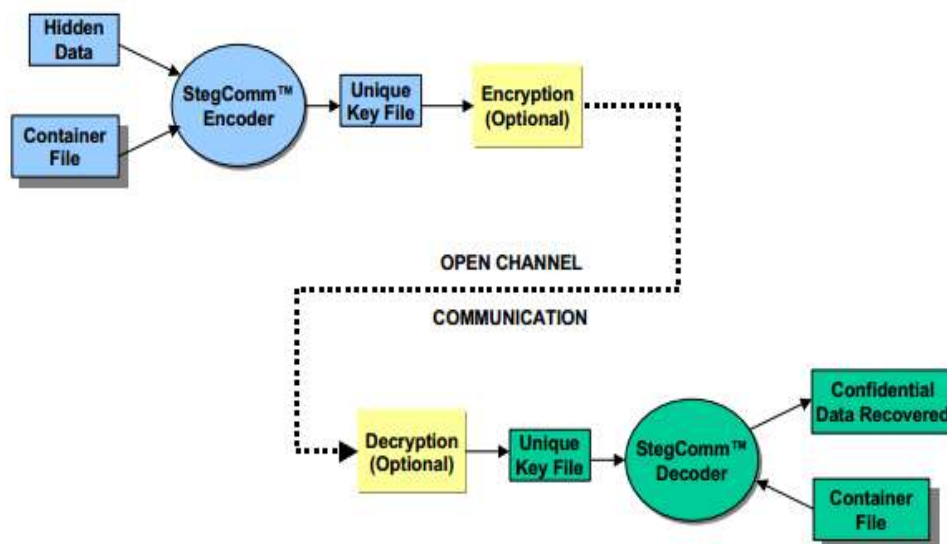 Hidden
Data
StegComm™
Encoder
Unique
Key File
Encryption
(Optional)
Container
File
OPEN CHANNEL
COMMUNICATION
Decryption
(Optional)
Unique
Key File
StegComm™
Decoder
Confidential
Data Recovered
Container
File